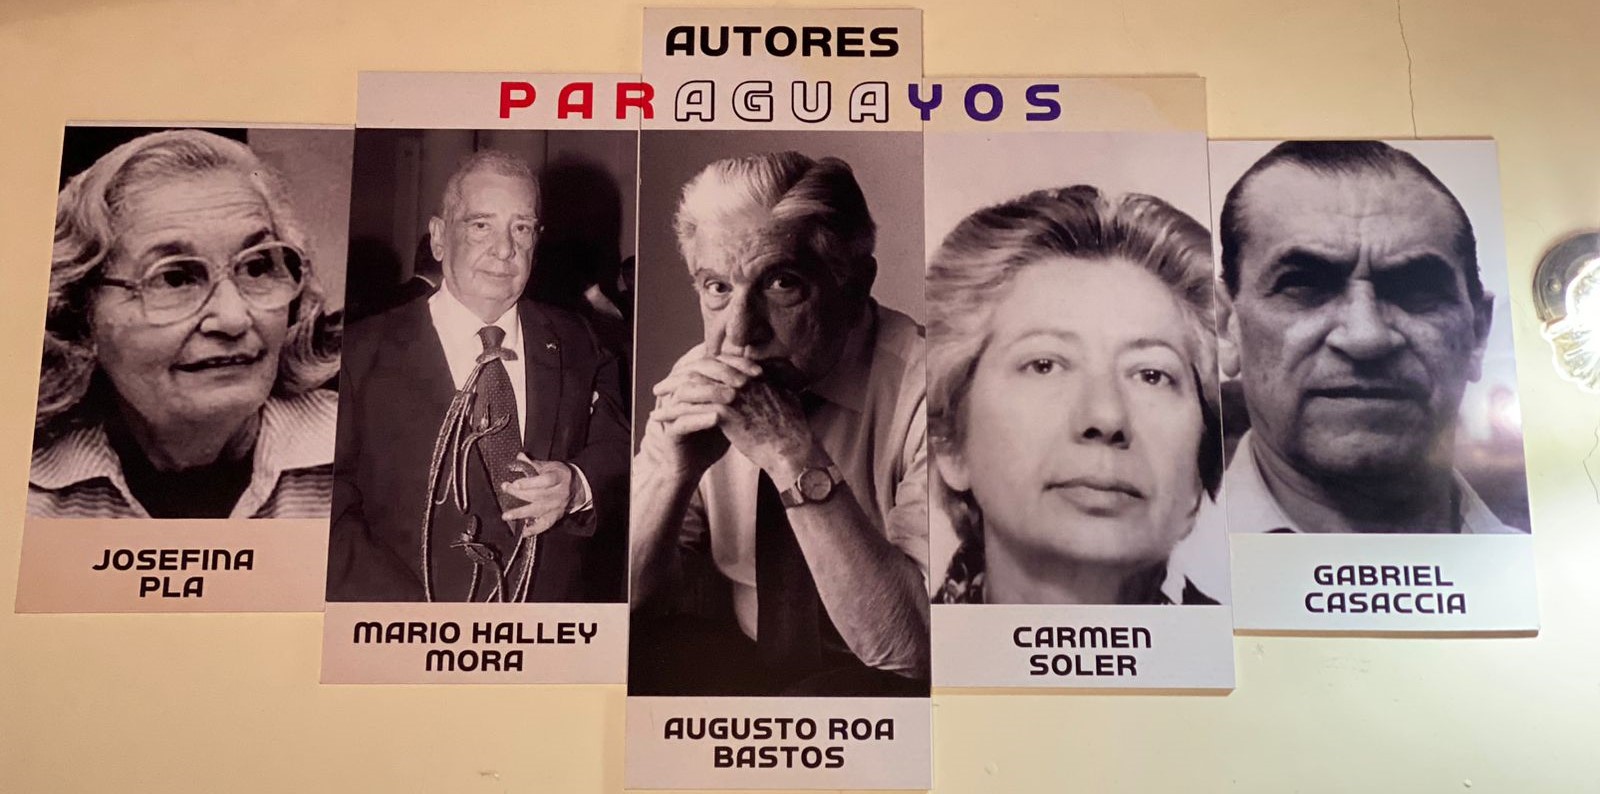 AUTORES
PARAGUAYOS
JOSEFINA
PLA
MARIO HALLEY
MORA
AUGUSTO ROA
BASTOS
CARMEN
SOLER
GABRIEL
CASACCIA